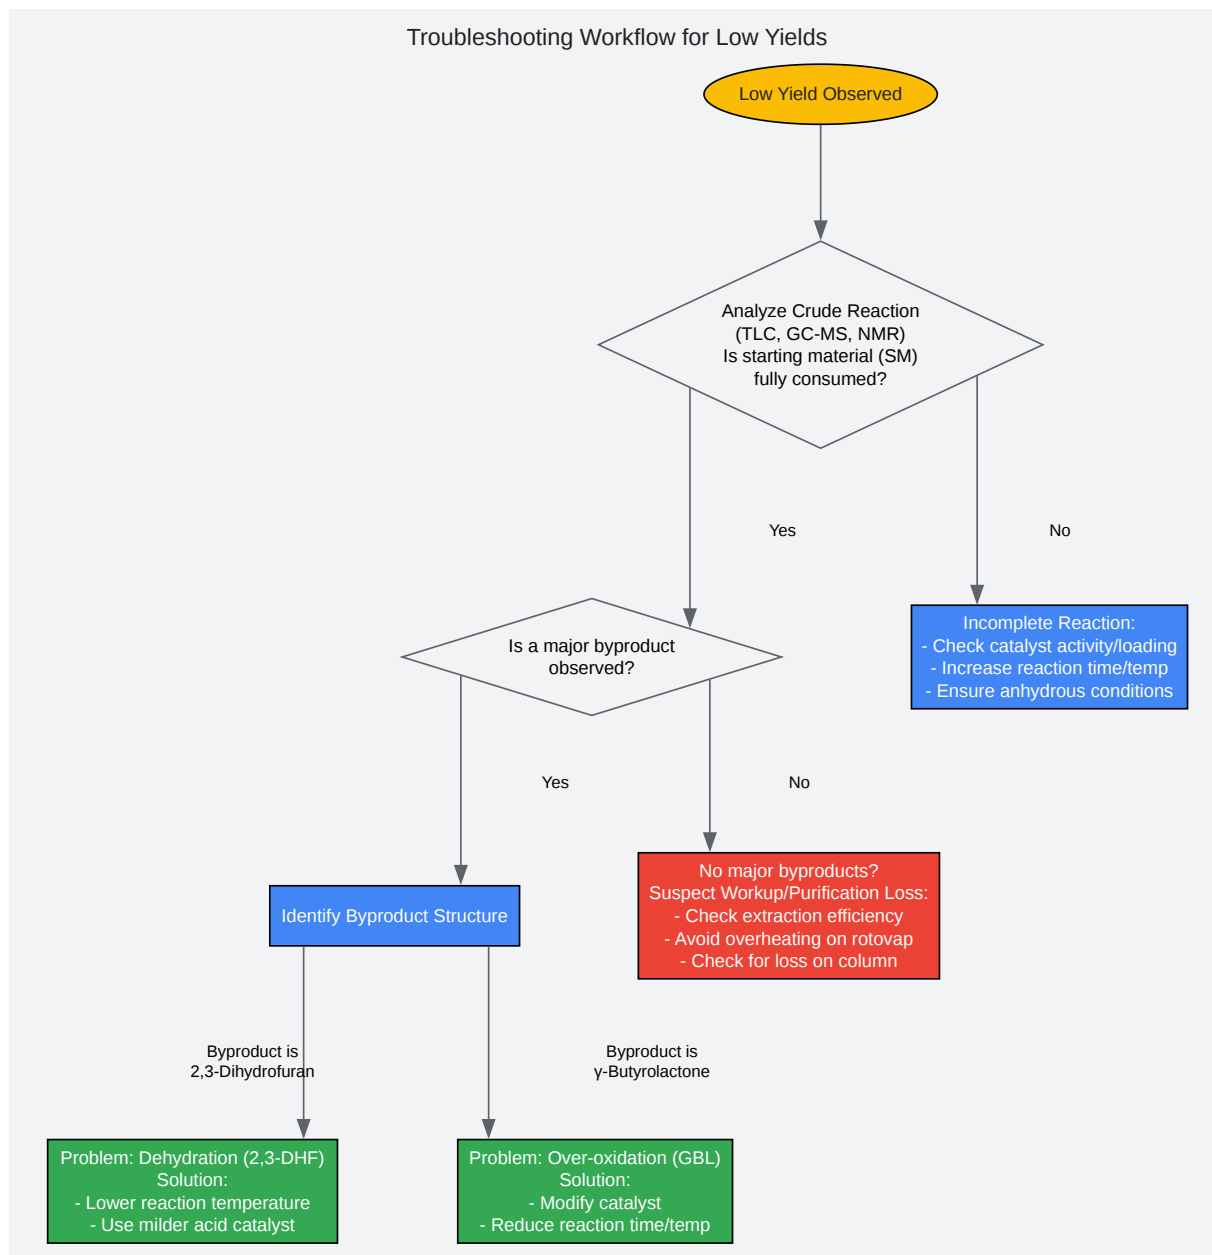 Troubleshooting Workflow for Low Yields
Low Yield Observed
Analyze Crude Reaction
(TLC, GC-MS, NMR)
Is starting material (SM)
fully consumed?
Yes
No
Is a major byproduct
observed?
Incomplete Reaction:
- Check catalyst activity/loading
- Increase reaction time/temp
- Ensure anhydrous conditions
Yes
No
Identify Byproduct Structure
No major byproducts?
Suspect Workup/Purification Loss:
- Check extraction efficiency
- Avoid overheating on rotovap
- Check for loss on column
Byproduct is
2,3-Dihydrofuran
Byproduct is
γ-Butyrolactone
Problem: Dehydration (2,3-DHF)
Solution:
- Lower reaction temperature
- Use milder acid catalyst
Problem: Over-oxidation (GBL)
Solution:
- Modify catalyst
- Reduce reaction time/temp